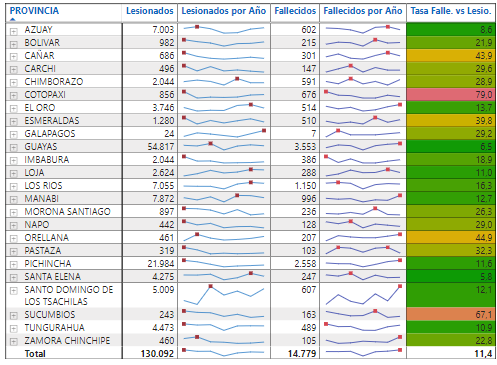 PROVINCIA Lesionados Lesionados por Año Fallecidos Fallecidos por Año Tasa Falle. vs Lesio.
AZUAY 7.003 602 8,6
BOLIVAR 982 215 21,9
CAÑAR 686 301 43,9
CARCHI 496 147 29,6
CHIMBORAZO 2.044 591 28,9
COTOPAXI 856 676 79,0
EL ORO 3.746 514 13,7
ESMERALDAS 1.280 510 39,8
GALAPAGOS 24 7 29,2
GUAYAS 54.817 3.553 6,5
IMBABURA 2.044 386 18,9
LOJA 2.624 288 11,0
LOS RIOS 7.055 1.150 16,3
MANABI 7.872 996 12,7
MORONA SANTIAGO 897 236 26,3
NAPO 442 128 29,0
ORELLANA 461 207 44,9
PASTAZA 319 103 32,3
PICHINCHA 21.984 2.558 11,6
SANTA ELENA 4.275 247 5,8
SANTO DOMINGO DE 5.009 607 12,1
LOS TSACHILAS
SUCUMBIOS 243 163 67,1
TUNGURAHUA 4.473 489 10,9
ZAMORA CHINCHIPE 460 105 22,8
Total 130.092 14.779 11,4